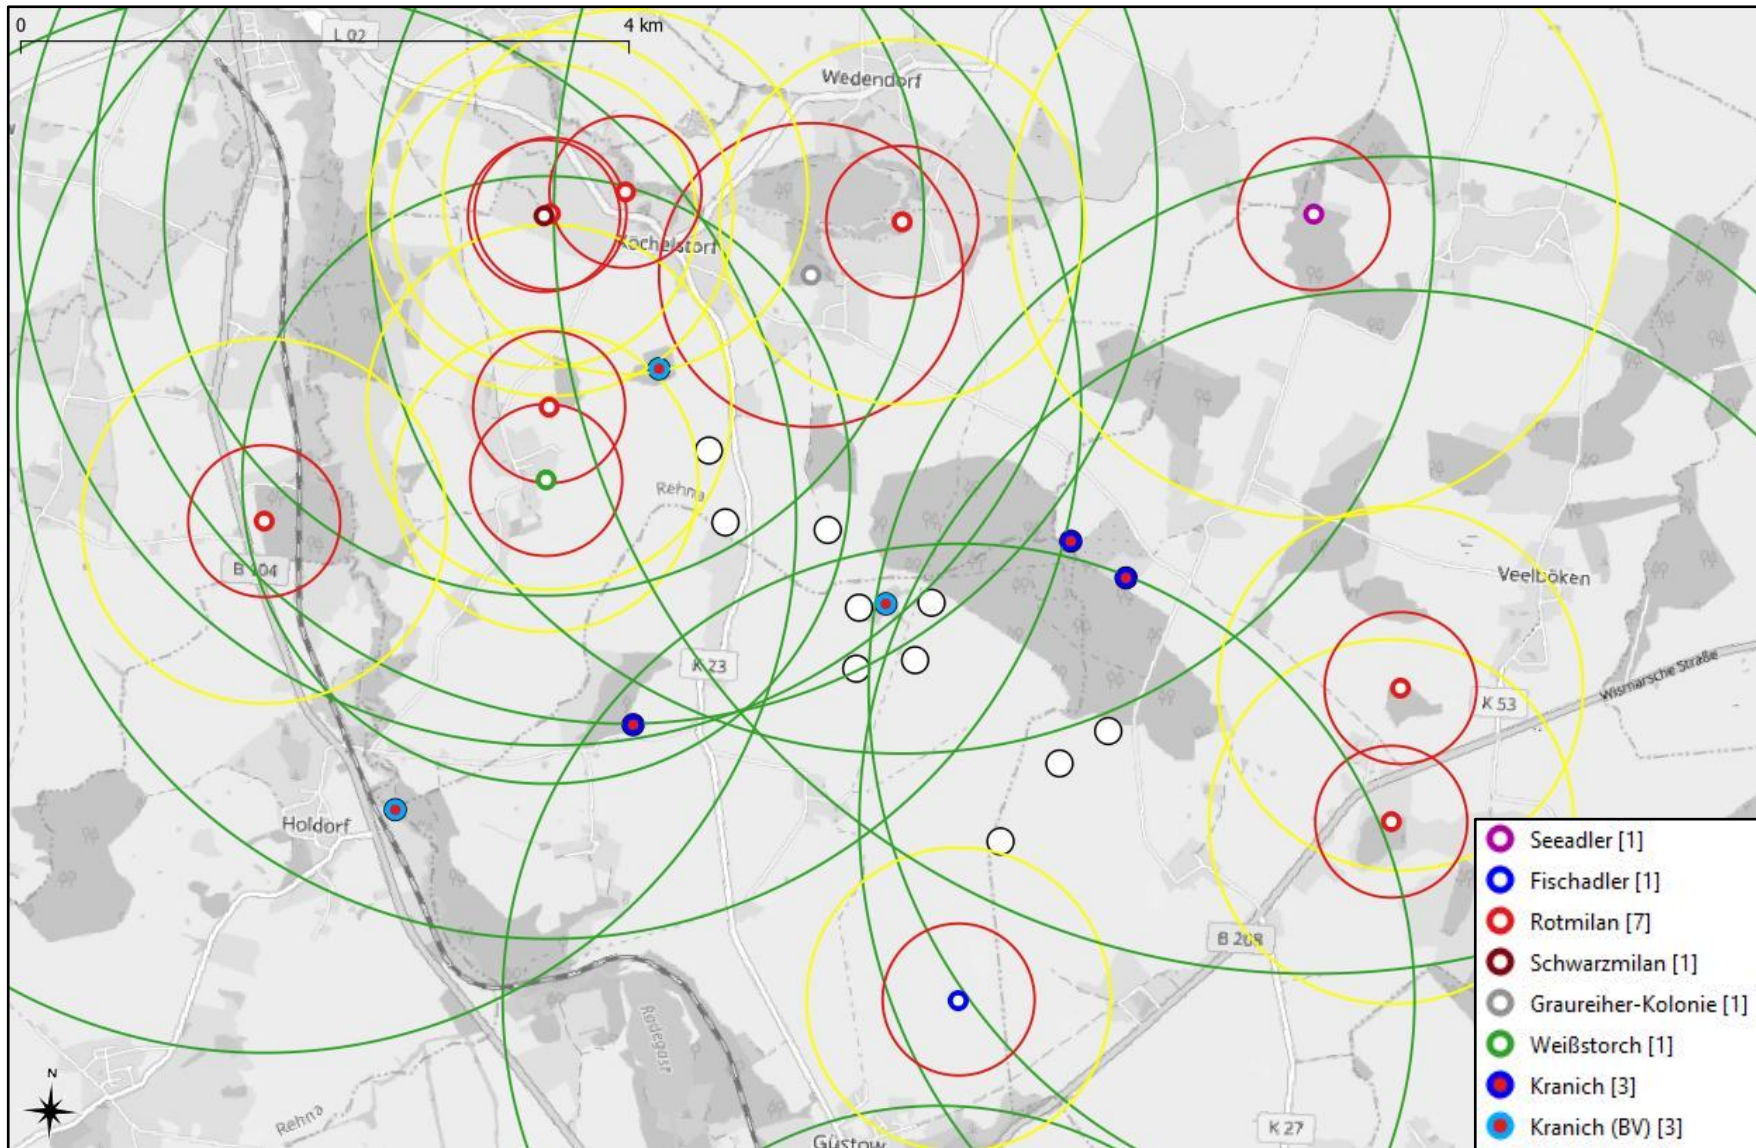 0
4 km
L 02
Wedendorf
Köchelstorf
Rehna
B 104
Veelböken
K 23
K 53
Wismarsche Straße
Holdorf
B 208
Radegast
N
Rehna
Güstow
K 27
Seeadler [1]
Fischadler [1]
Rotmilan [7]
Schwarzmilan [1]
Graureiher-Kolonie [1]
Weißstorch [1]
Kranich [3]
Kranich (BV) [3]